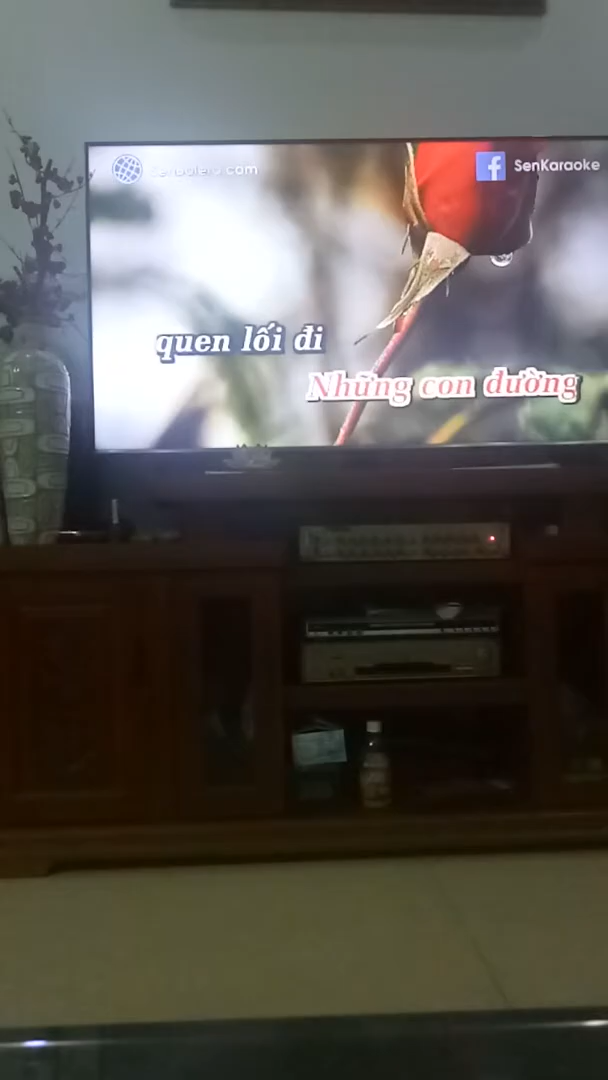 SenKaraoke
quen lối đi
Những con đường